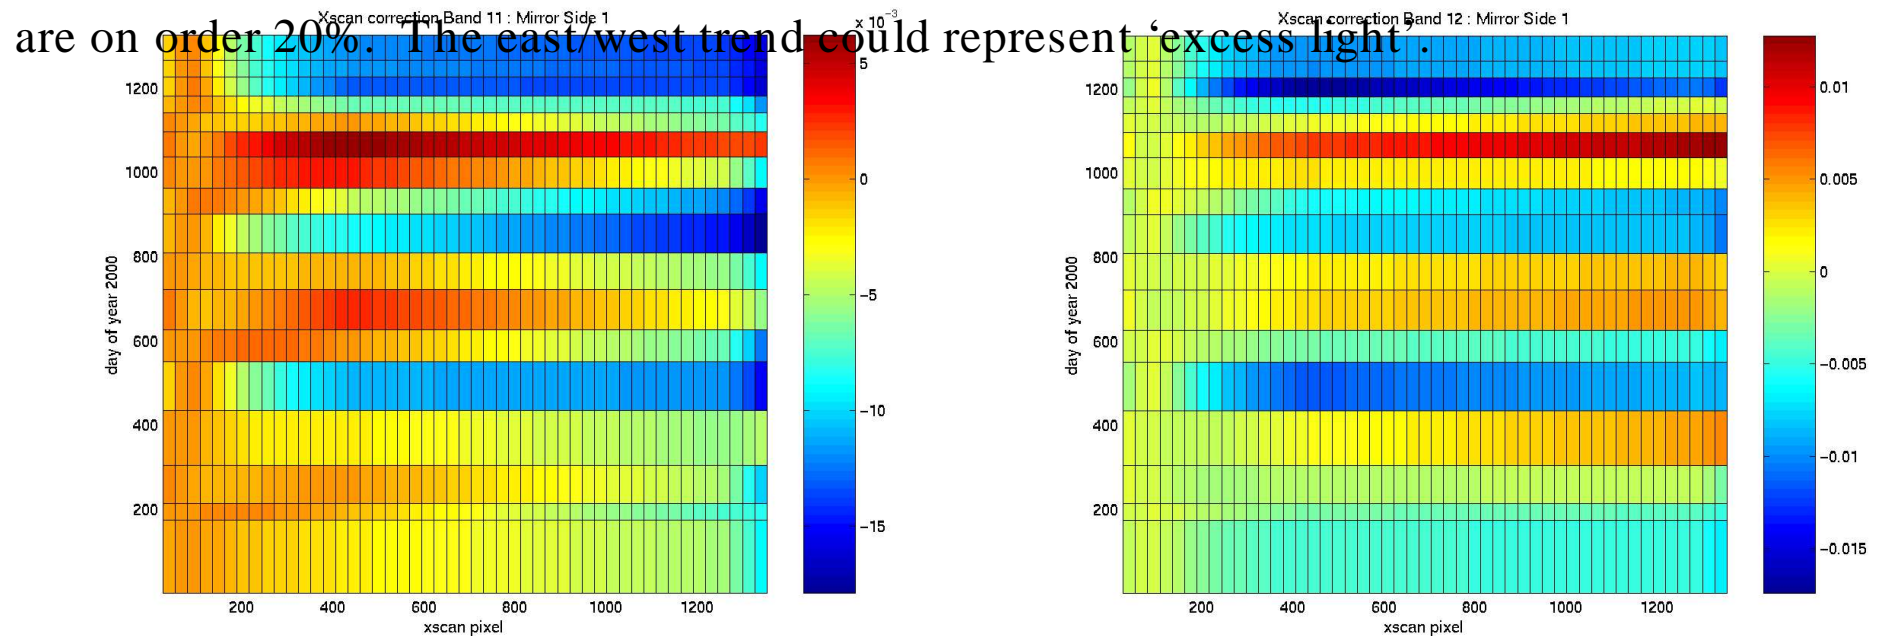 Xscan correction Band 11 : Mirror Side 1
Xscan correction Band 12 : Mirror Side 1
are on order 20%. The east/west trend could represent ‘excess light’.
x 10⁻³
1200
1000
800
600
400
200
day of year 2000
200 400 600 800 1000 1200
xscan pixel
5
0
−5
−10
−15
1200
1000
800
600
400
200
day of year 2000
200 400 600 800 1000 1200
xscan pixel
0.01
0.005
0
−0.005
−0.01
−0.015